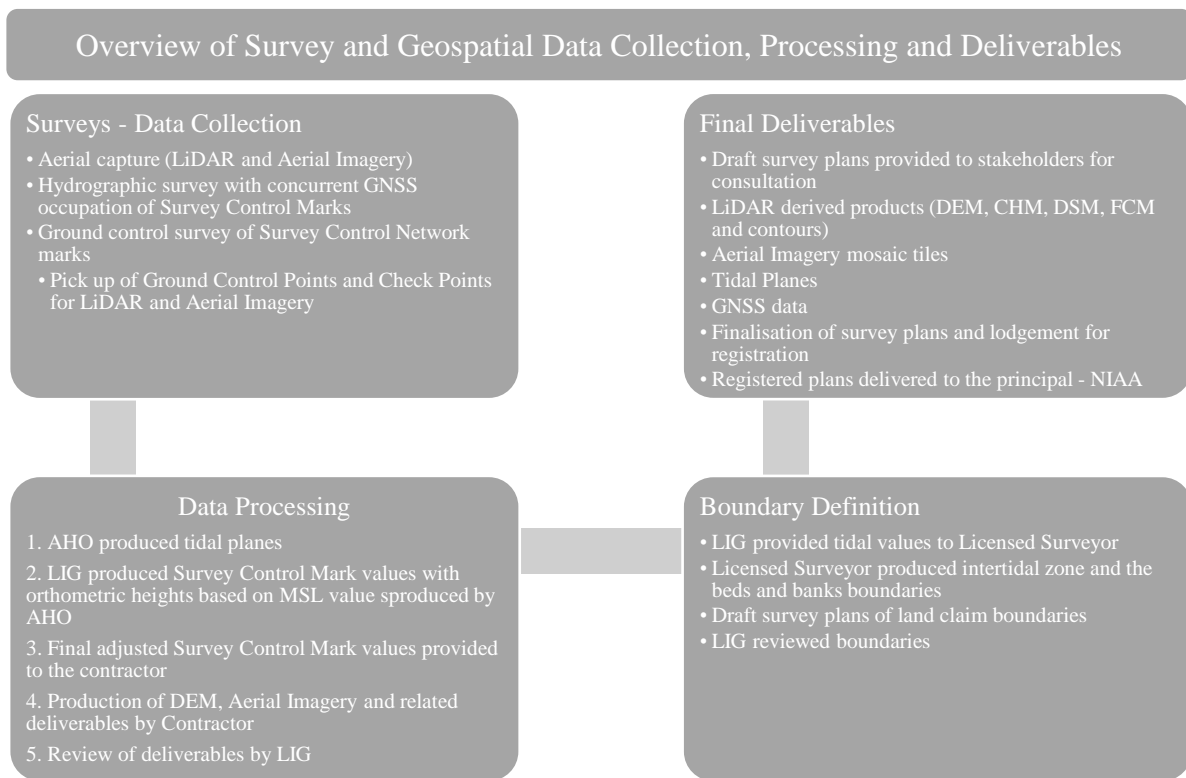 Overview of Survey and Geospatial Data Collection, Processing and Deliverables
Surveys - Data Collection
• Aerial capture (LiDAR and Aerial Imagery)
• Hydrographic survey with concurrent GNSS
occupation of Survey Control Marks
• Ground control survey of Survey Control Network
marks
• Pick up of Ground Control Points and Check Points
for LiDAR and Aerial Imagery
Data Processing
1. AHO produced tidal planes
2. LIG produced Survey Control Mark values with
orthometric heights based on MSL value sproduced by
AHO
3. Final adjusted Survey Control Mark values provided
to the contractor
4. Production of DEM, Aerial Imagery and related
deliverables by Contractor
5. Review of deliverables by LIG
Boundary Definition
• LIG provided tidal values to Licensed Surveyor
• Licensed Surveyor produced intertidal zone and the
beds and banks boundaries
• Draft survey plans of land claim boundaries
• LIG reviewed boundaries
Final Deliverables
• Draft survey plans provided to stakeholders for
consultation
• LiDAR derived products (DEM, CHM, DSM, FCM
and contours)
• Aerial Imagery mosaic tiles
• Tidal Planes
• GNSS data
• Finalisation of survey plans and lodgement for
registration
• Registered plans delivered to the principal - NIAA